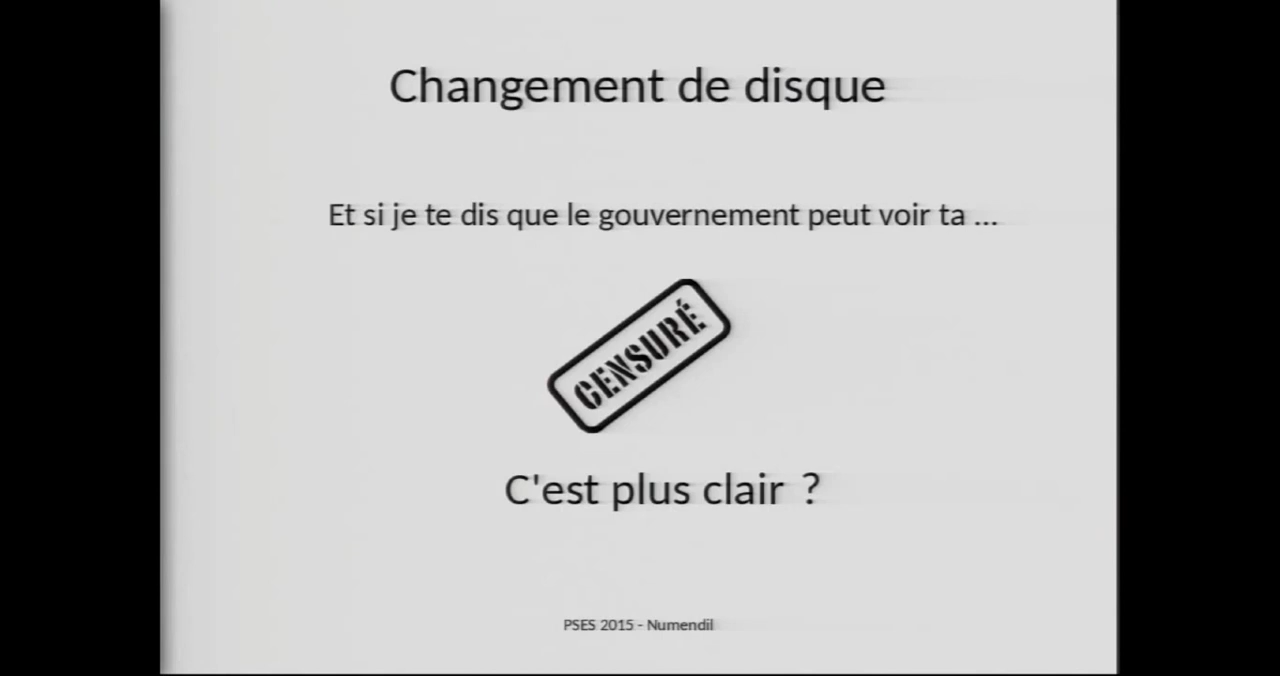 Changement de disque
Et si je te dis que le gouvernement peut voir ta ...
CENSURÉ
C'est plus clair ?
PSES 2015 - Numendil